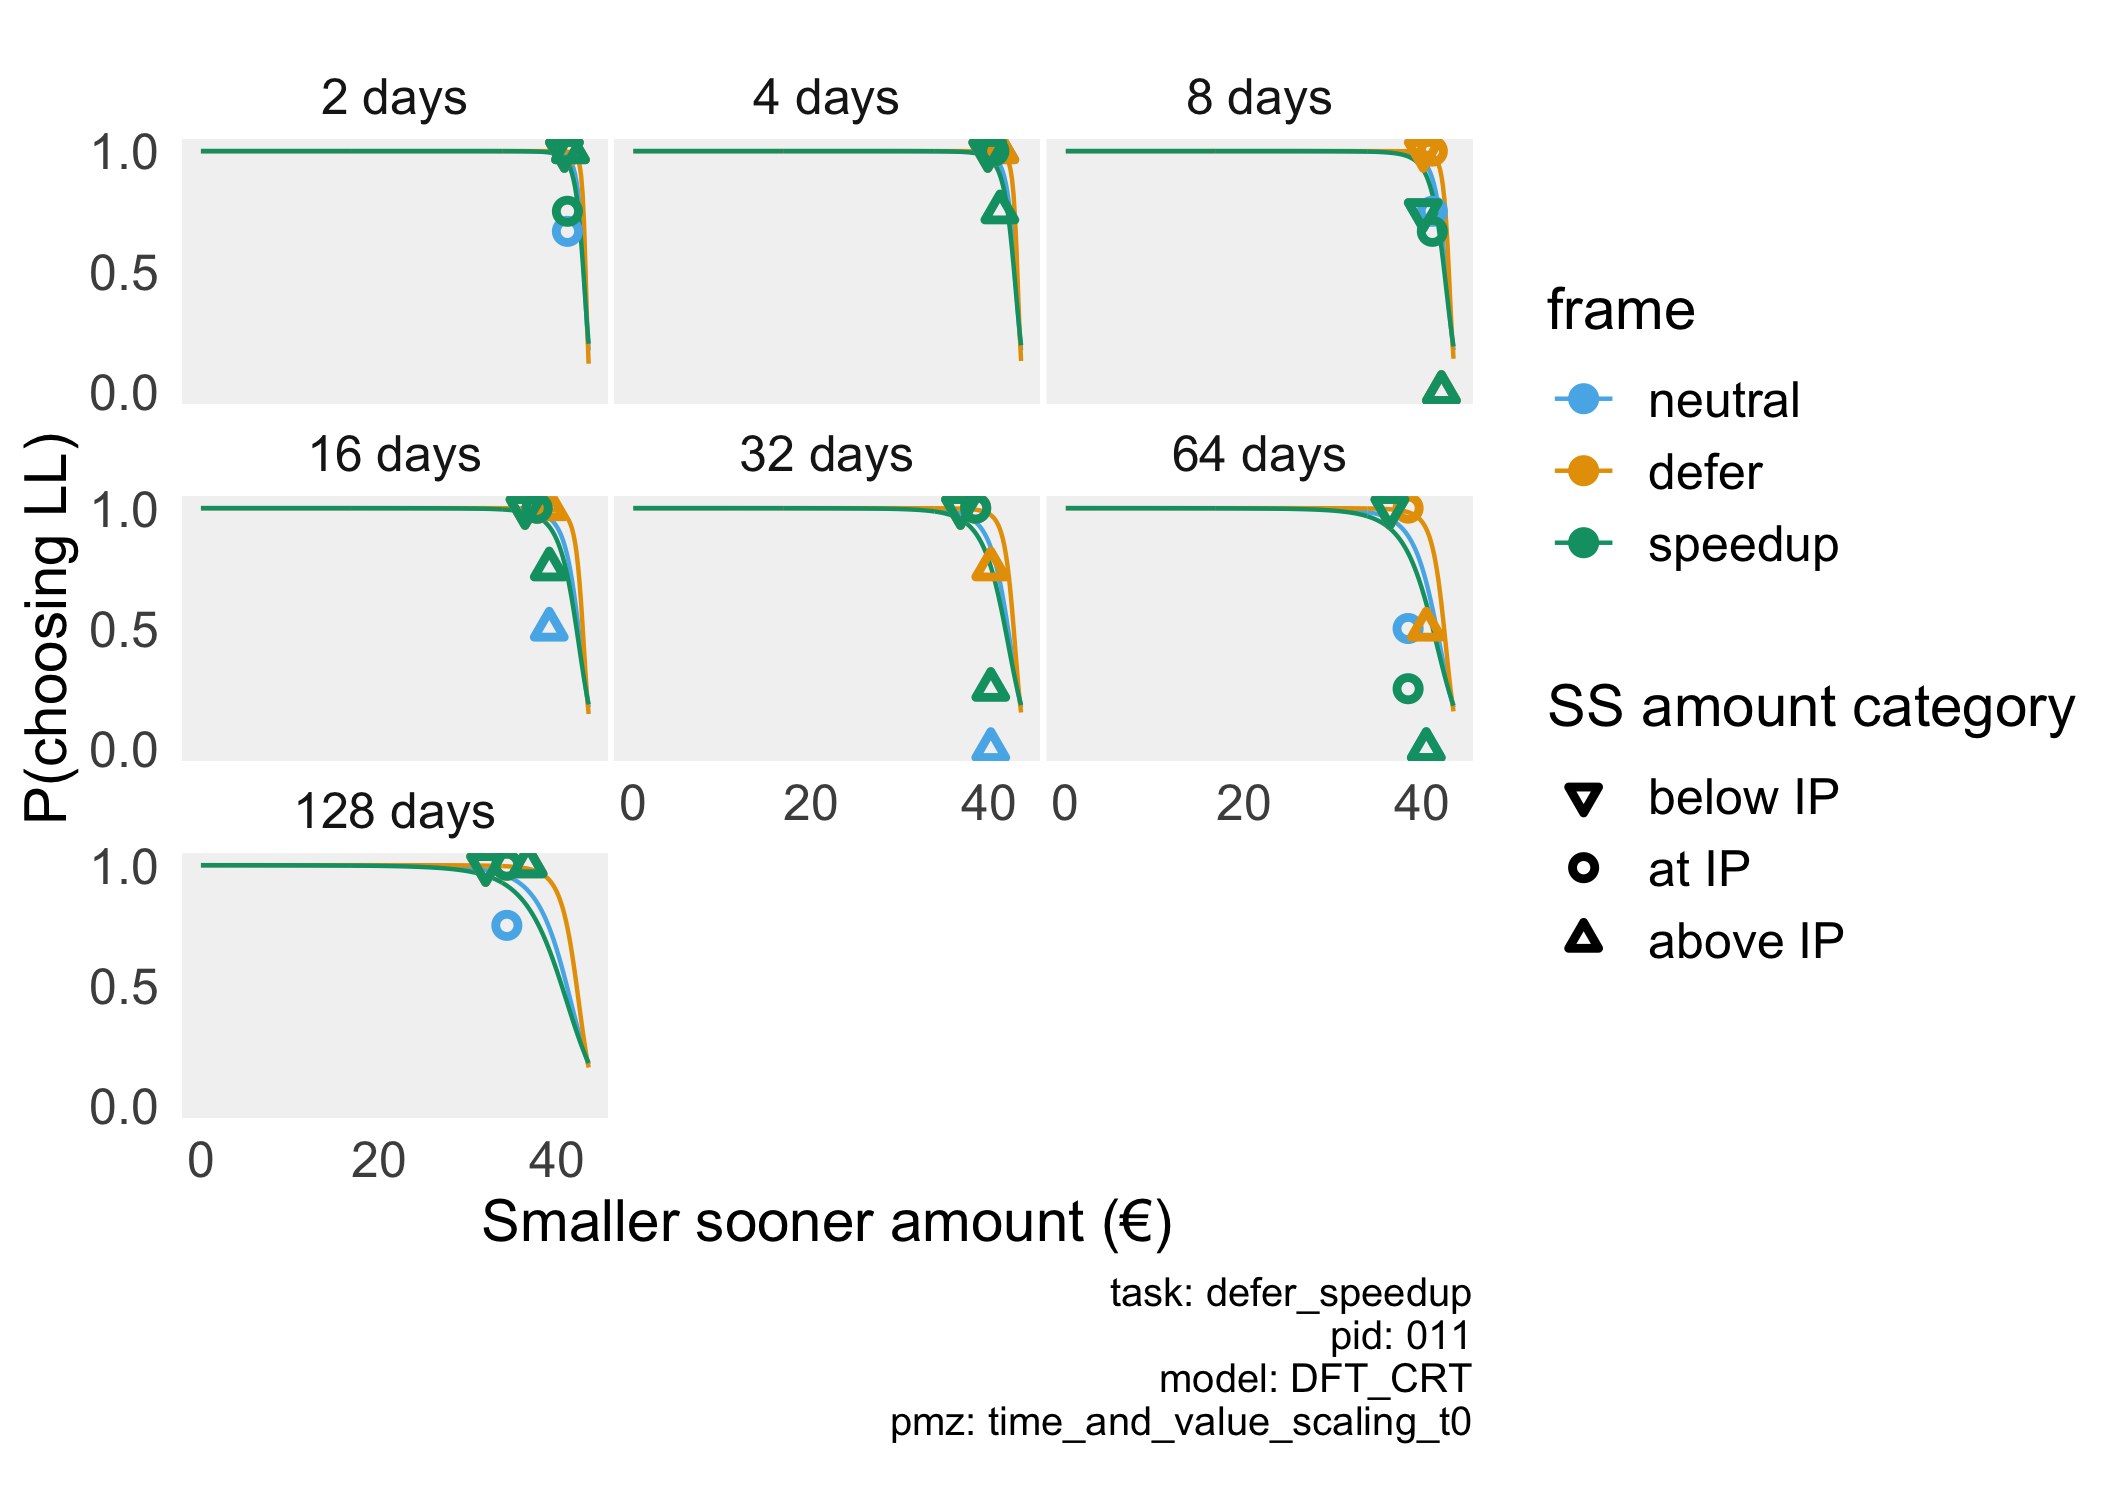 2 days
4 days
8 days
1.0
0.5
0.0
16 days
32 days
64 days
1.0
0.5
0.0
0
20
40
0
20
40
128 days
1.0
0.5
0.0
0
20
40
P(choosing LL)
Smaller sooner amount (€)
frame
neutral
defer
speedup
SS amount category
below IP
at IP
above IP
task: defer_speedup
pid: 011
model: DFT_CRT
pmz: time_and_value_scaling_t0